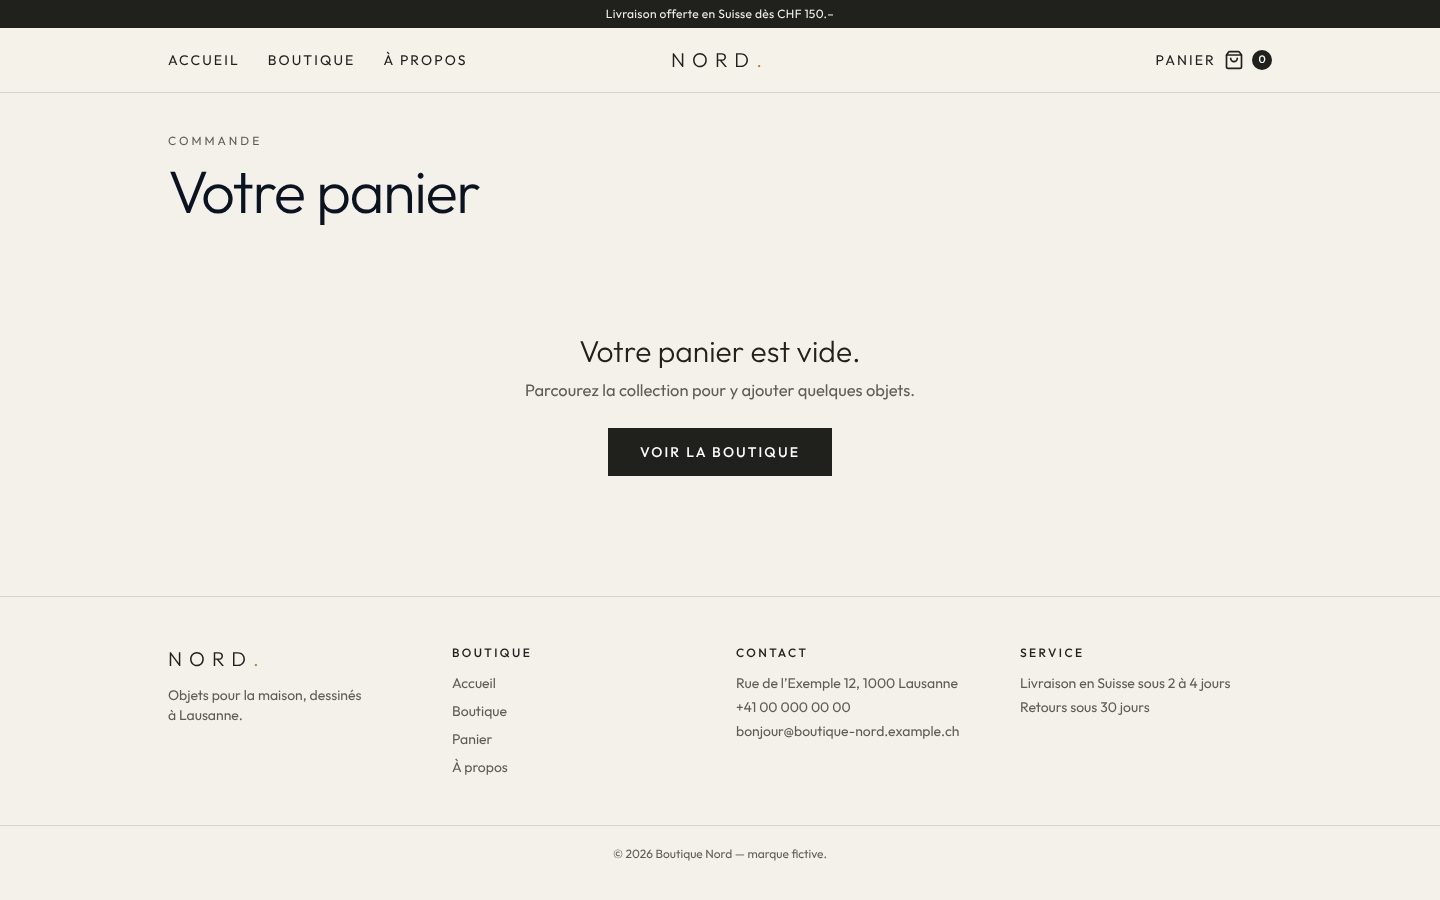 Livraison offerte en Suisse dès CHF 150.–
ACCUEIL BOUTIQUE À PROPOS NORD. PANIER 0
COMMANDE
Votre panier
Votre panier est vide.
Parcourez la collection pour y ajouter quelques objets.
VOIR LA BOUTIQUE
NORD.
Objets pour la maison, dessinés
à Lausanne.
BOUTIQUE
Accueil
Boutique
Panier
À propos
CONTACT
Rue de l’Exemple 12, 1000 Lausanne
+41 00 000 00 00
bonjour@boutique-nord.example.ch
SERVICE
Livraison en Suisse sous 2 à 4 jours
Retours sous 30 jours
© 2026 Boutique Nord — marque fictive.